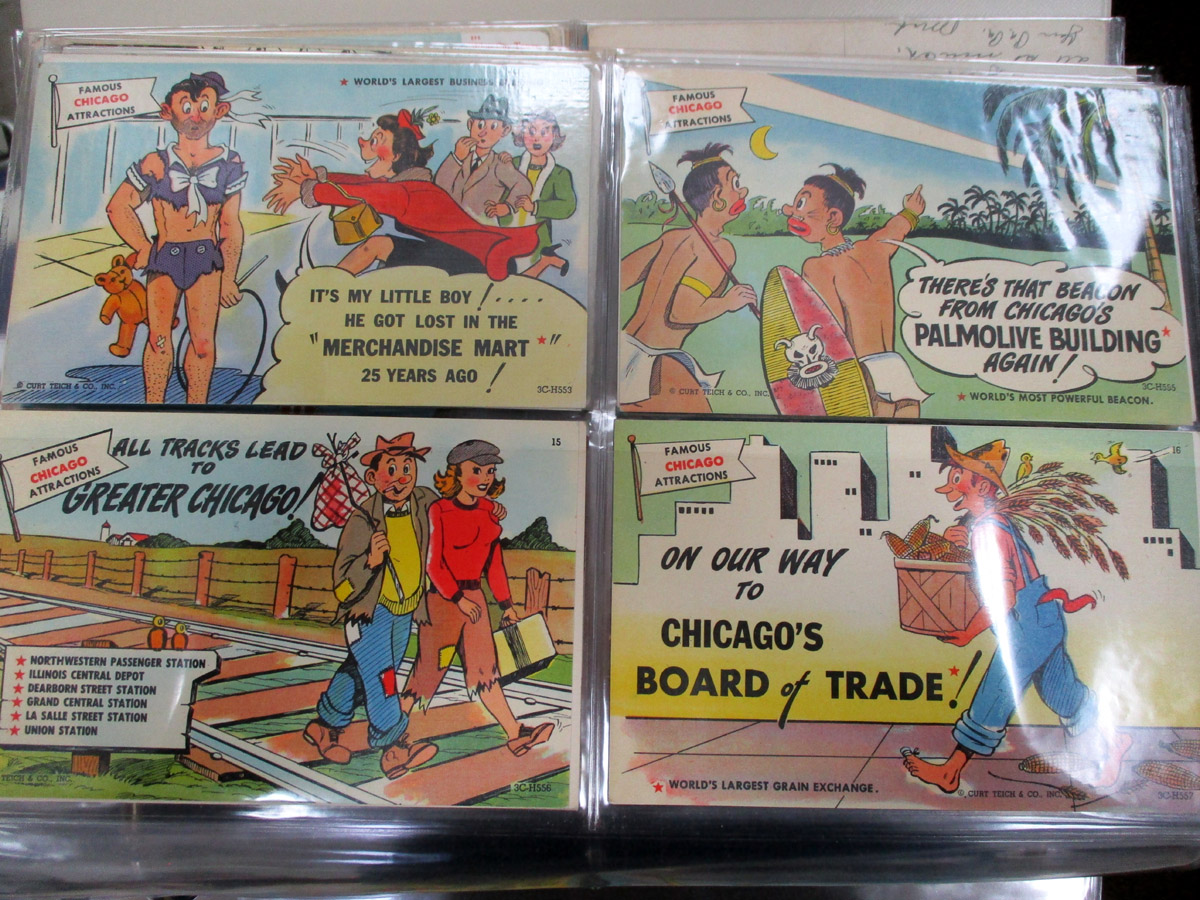 FAMOUS
CHICAGO
ATTRACTIONS
★ WORLD'S LARGEST BUSINESS
IT'S MY LITTLE BOY!....
HE GOT LOST IN THE
"MERCHANDISE MART★"
25 YEARS AGO!
© CURT TEICH & CO., INC.
3C-H553
FAMOUS
CHICAGO
ATTRACTIONS
THERE'S THAT BEACON
FROM CHICAGO'S
PALMOLIVE BUILDING★
AGAIN!
© CURT TEICH & CO., INC.
3C-H555
★ WORLD'S MOST POWERFUL BEACON.
FAMOUS
CHICAGO
ATTRACTIONS
15
ALL TRACKS LEAD
TO
GREATER CHICAGO!
★ NORTHWESTERN PASSENGER STATION
★ ILLINOIS CENTRAL DEPOT
★ DEARBORN STREET STATION
★ GRAND CENTRAL STATION
★ LA SALLE STREET STATION
★ UNION STATION
TEICH & CO., INC.
3C-H556
FAMOUS
CHICAGO
ATTRACTIONS
16
ON OUR WAY
TO
CHICAGO'S
BOARD of TRADE★!
★ WORLD'S LARGEST GRAIN EXCHANGE.
© CURT TEICH & CO., INC.
3C-H557